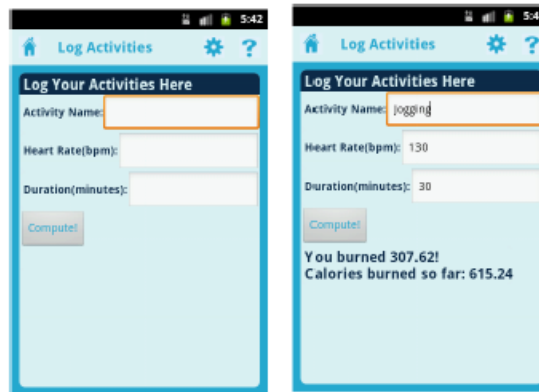 5:42
Log Activities ?
Log Your Activities Here
Activity Name:
Heart Rate(bpm):
Duration(minutes):
Compute!
5:4
Log Activities ?
Log Your Activities Here
Activity Name: Jogging
Heart Rate(bpm): 130
Duration(minutes): 30
Compute!
You burned 307.62!
Calories burned so far: 615.24